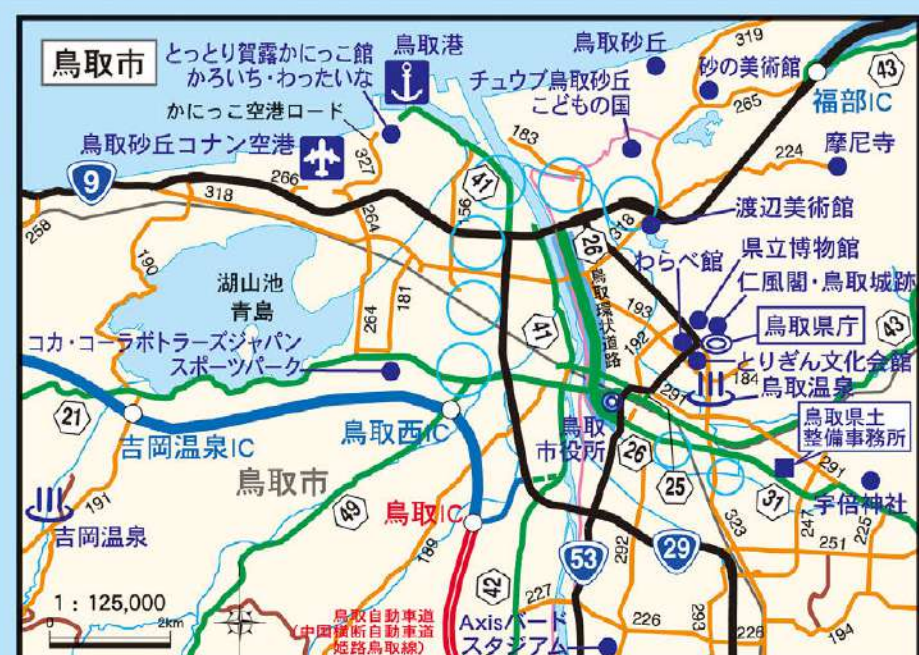 鳥取市
とっとり賀露かにっこ館
かろいち・わったいな
かにっこ空港ロード
鳥取砂丘コナン空港
鳥取港
鳥取砂丘
チュウブ鳥取砂丘
こどもの国
砂の美術館
319
43
265
福部IC
摩尼寺
224
183
9
266
318
327
41
156
264
258
190
318
26
渡辺美術館
県立博物館
わらべ館
仁風閣・鳥取城跡
鳥取県庁
とりぎん文化会館
鳥取温泉
184
43
湖山池
青島
264
181
41
鳥取環状道路
193
192
コカ・コーラボトラーズジャパン
スポーツパーク
21
吉岡温泉IC
鳥取西IC
鳥取
市役所
291
26
25
鳥取県土
整備事務所
291
31
宇倍神社
鳥取市
191
吉岡温泉
49
鳥取IC
189
53
292
29
323
247
225
251
1:125,000
0
2km
鳥取自動車道
(中国横断自動車道
姫路鳥取線)
42
227
Axisバード
スタジアム
226
293
226
194